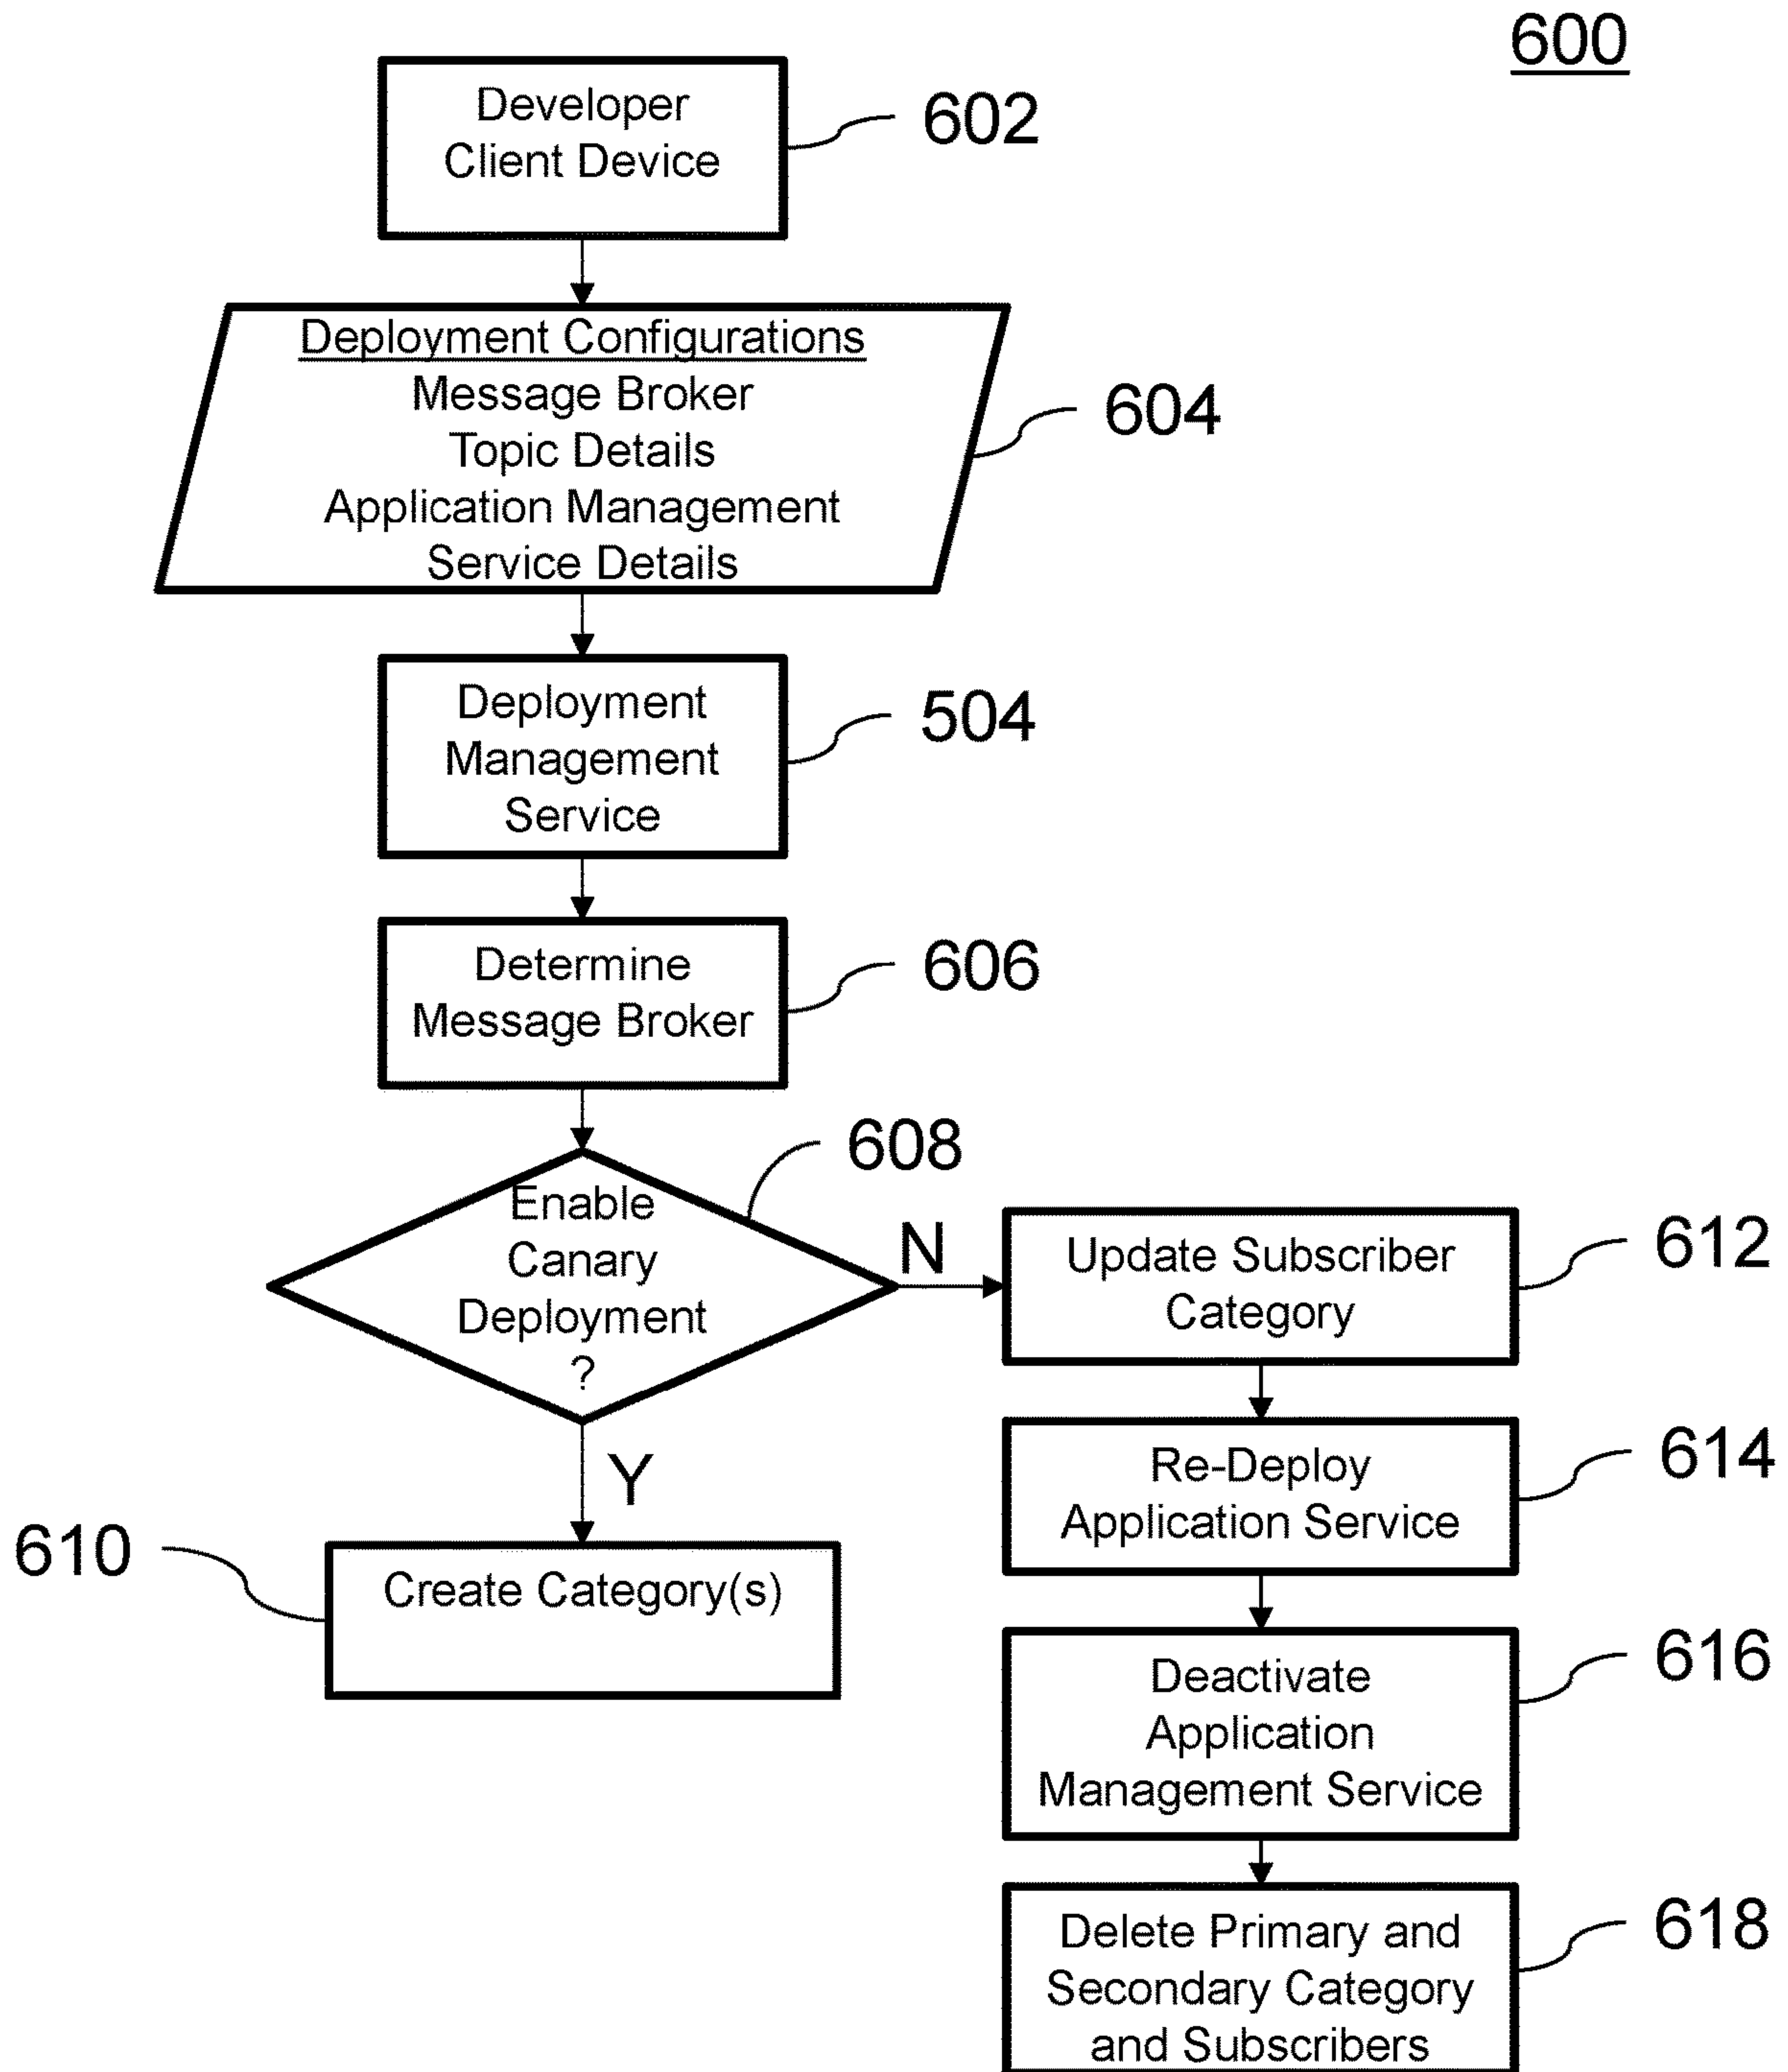 600
Developer
Client Device
602
Deployment Configurations
Message Broker
Topic Details
Application Management
Service Details
604
Deployment
Management
Service
504
Determine
Message Broker
606
608
Enable
Canary
Deployment
?
N
Y
Update Subscriber
Category
612
Re-Deploy
Application Service
614
610
Create Category(s)
Deactivate
Application
Management Service
616
Delete Primary and
Secondary Category
and Subscribers
618